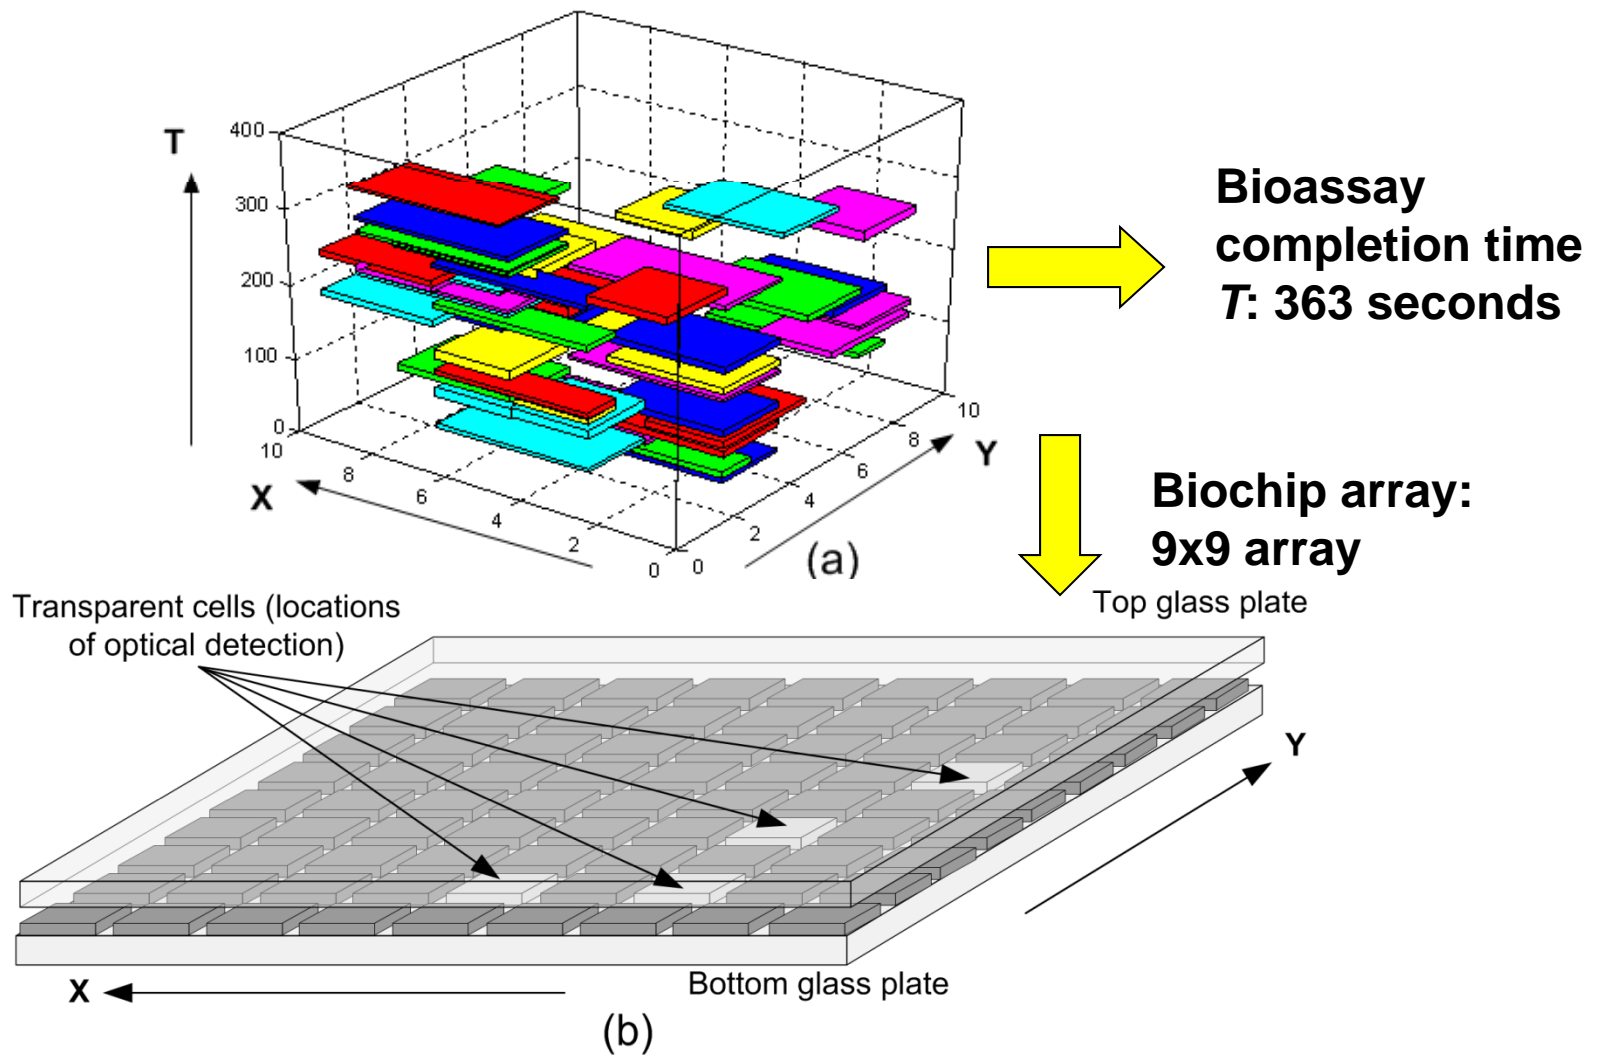 T
400
300
200
100
0
10
8
6
4
2
0
X
0
2
4
6
8
10
Y
(a)
Bioassay
completion time
T: 363 seconds
Biochip array:
9x9 array
Transparent cells (locations
of optical detection)
Top glass plate
Y
X
Bottom glass plate
(b)